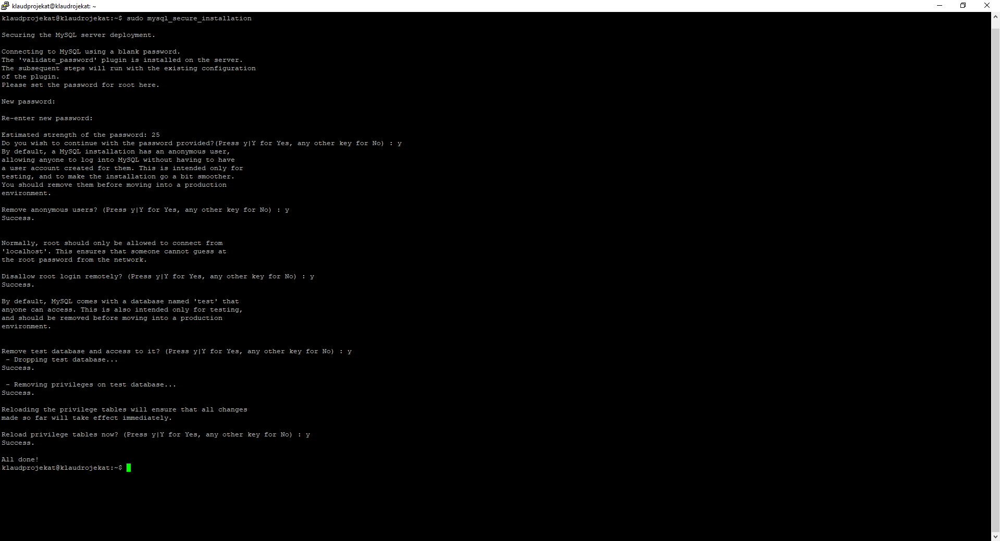 klaudprojekat@klaudrojekat: ~
klaudprojekat@klaudrojekat:~$ sudo mysql_secure_installation
Securing the MySQL server deployment.
Connecting to MySQL using a blank password.
The 'validate_password' plugin is installed on the server.
The subsequent steps will run with the existing configuration
of the plugin.
Please set the password for root here.
New password:
Re-enter new password:
Estimated strength of the password: 25
Do you wish to continue with the password provided?(Press y|Y for Yes, any other key for No) : y
By default, a MySQL installation has an anonymous user,
allowing anyone to log into MySQL without having to have
a user account created for them. This is intended only for
testing, and to make the installation go a bit smoother.
You should remove them before moving into a production
environment.
Remove anonymous users? (Press y|Y for Yes, any other key for No) : y
Success.
Normally, root should only be allowed to connect from
'localhost'. This ensures that someone cannot guess at
the root password from the network.
Disallow root login remotely? (Press y|Y for Yes, any other key for No) : y
Success.
By default, MySQL comes with a database named 'test' that
anyone can access. This is also intended only for testing,
and should be removed before moving into a production
environment.
Remove test database and access to it? (Press y|Y for Yes, any other key for No) : y
 - Dropping test database...
Success.
 - Removing privileges on test database...
Success.
Reloading the privilege tables will ensure that all changes
made so far will take effect immediately.
Reload privilege tables now? (Press y|Y for Yes, any other key for No) : y
Success.
All done!
klaudprojekat@klaudrojekat:~$